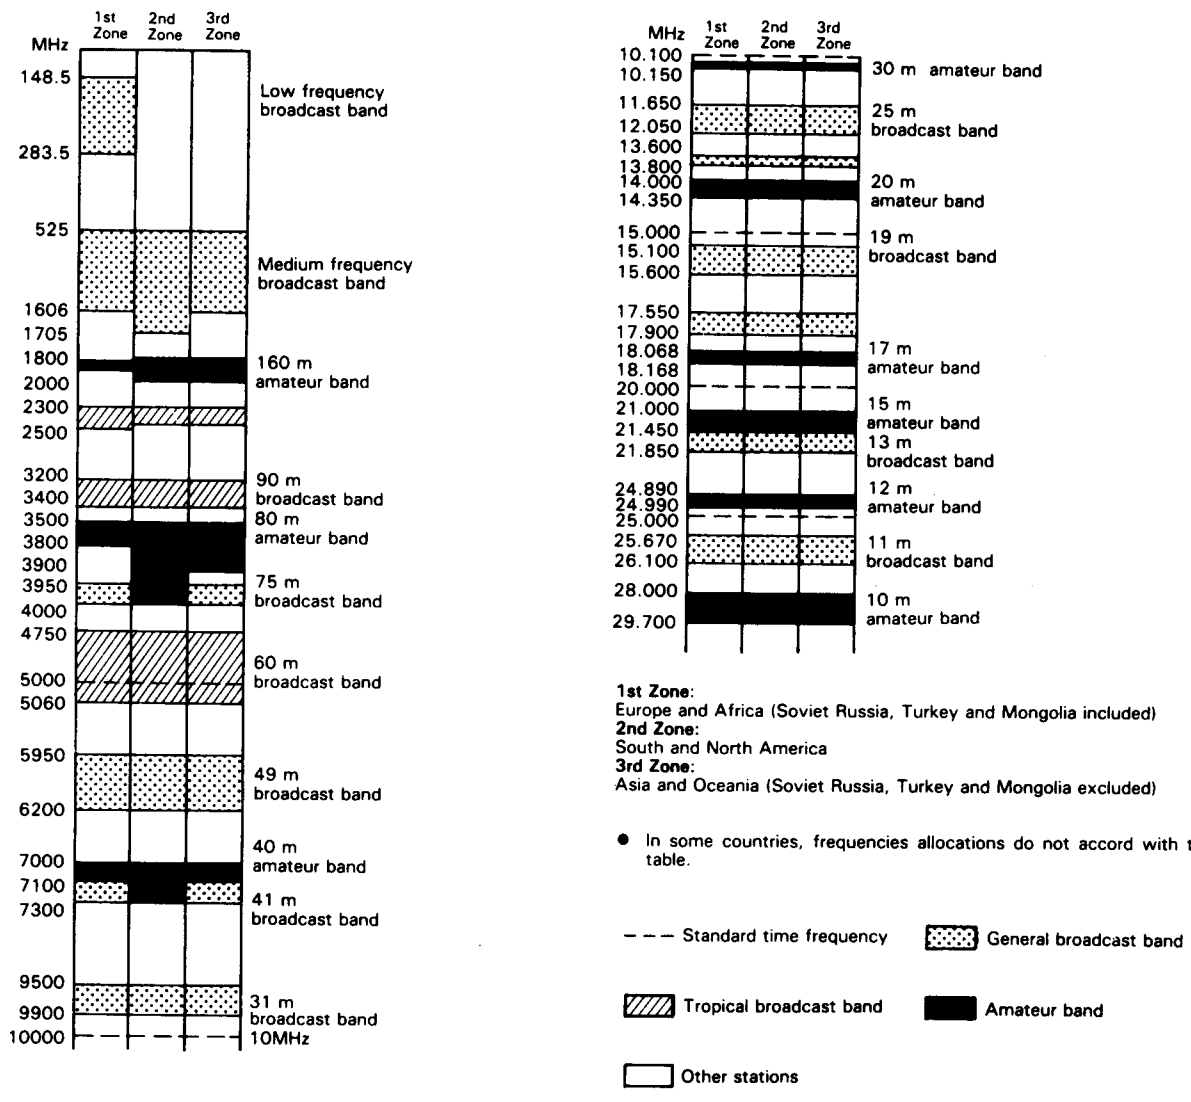 1st 2nd 3rd
MHz Zone Zone Zone
148.5
Low frequency
broadcast band
283.5
525
Medium frequency
broadcast band
1606
1705
1800
160 m
amateur band
2000
2300
2500
3200
90 m
broadcast band
3400
3500
80 m
amateur band
3800
3900
3950
75 m
broadcast band
4000
4750
60 m
broadcast band
5000
5060
5950
49 m
broadcast band
6200
40 m
amateur band
7000
7100
41 m
broadcast band
7300
9500
31 m
broadcast band
9900
10000
10MHz
1st 2nd 3rd
MHz Zone Zone Zone
10.100
10.150
30 m amateur band
11.650
25 m
broadcast band
12.050
13.600
13.800
14.000
20 m
amateur band
14.350
15.000
19 m
broadcast band
15.100
15.600
17.550
17.900
18.068
17 m
amateur band
18.168
20.000
21.000
15 m
amateur band
21.450
13 m
broadcast band
21.850
24.890
12 m
amateur band
24.990
25.000
25.670
11 m
broadcast band
26.100
28.000
10 m
amateur band
29.700
1st Zone:
Europe and Africa (Soviet Russia, Turkey and Mongolia included)
2nd Zone:
South and North America
3rd Zone:
Asia and Oceania (Soviet Russia, Turkey and Mongolia excluded)
● In some countries, frequencies allocations do not accord with t
table.
Standard time frequency
General broadcast band
Tropical broadcast band
Amateur band
Other stations